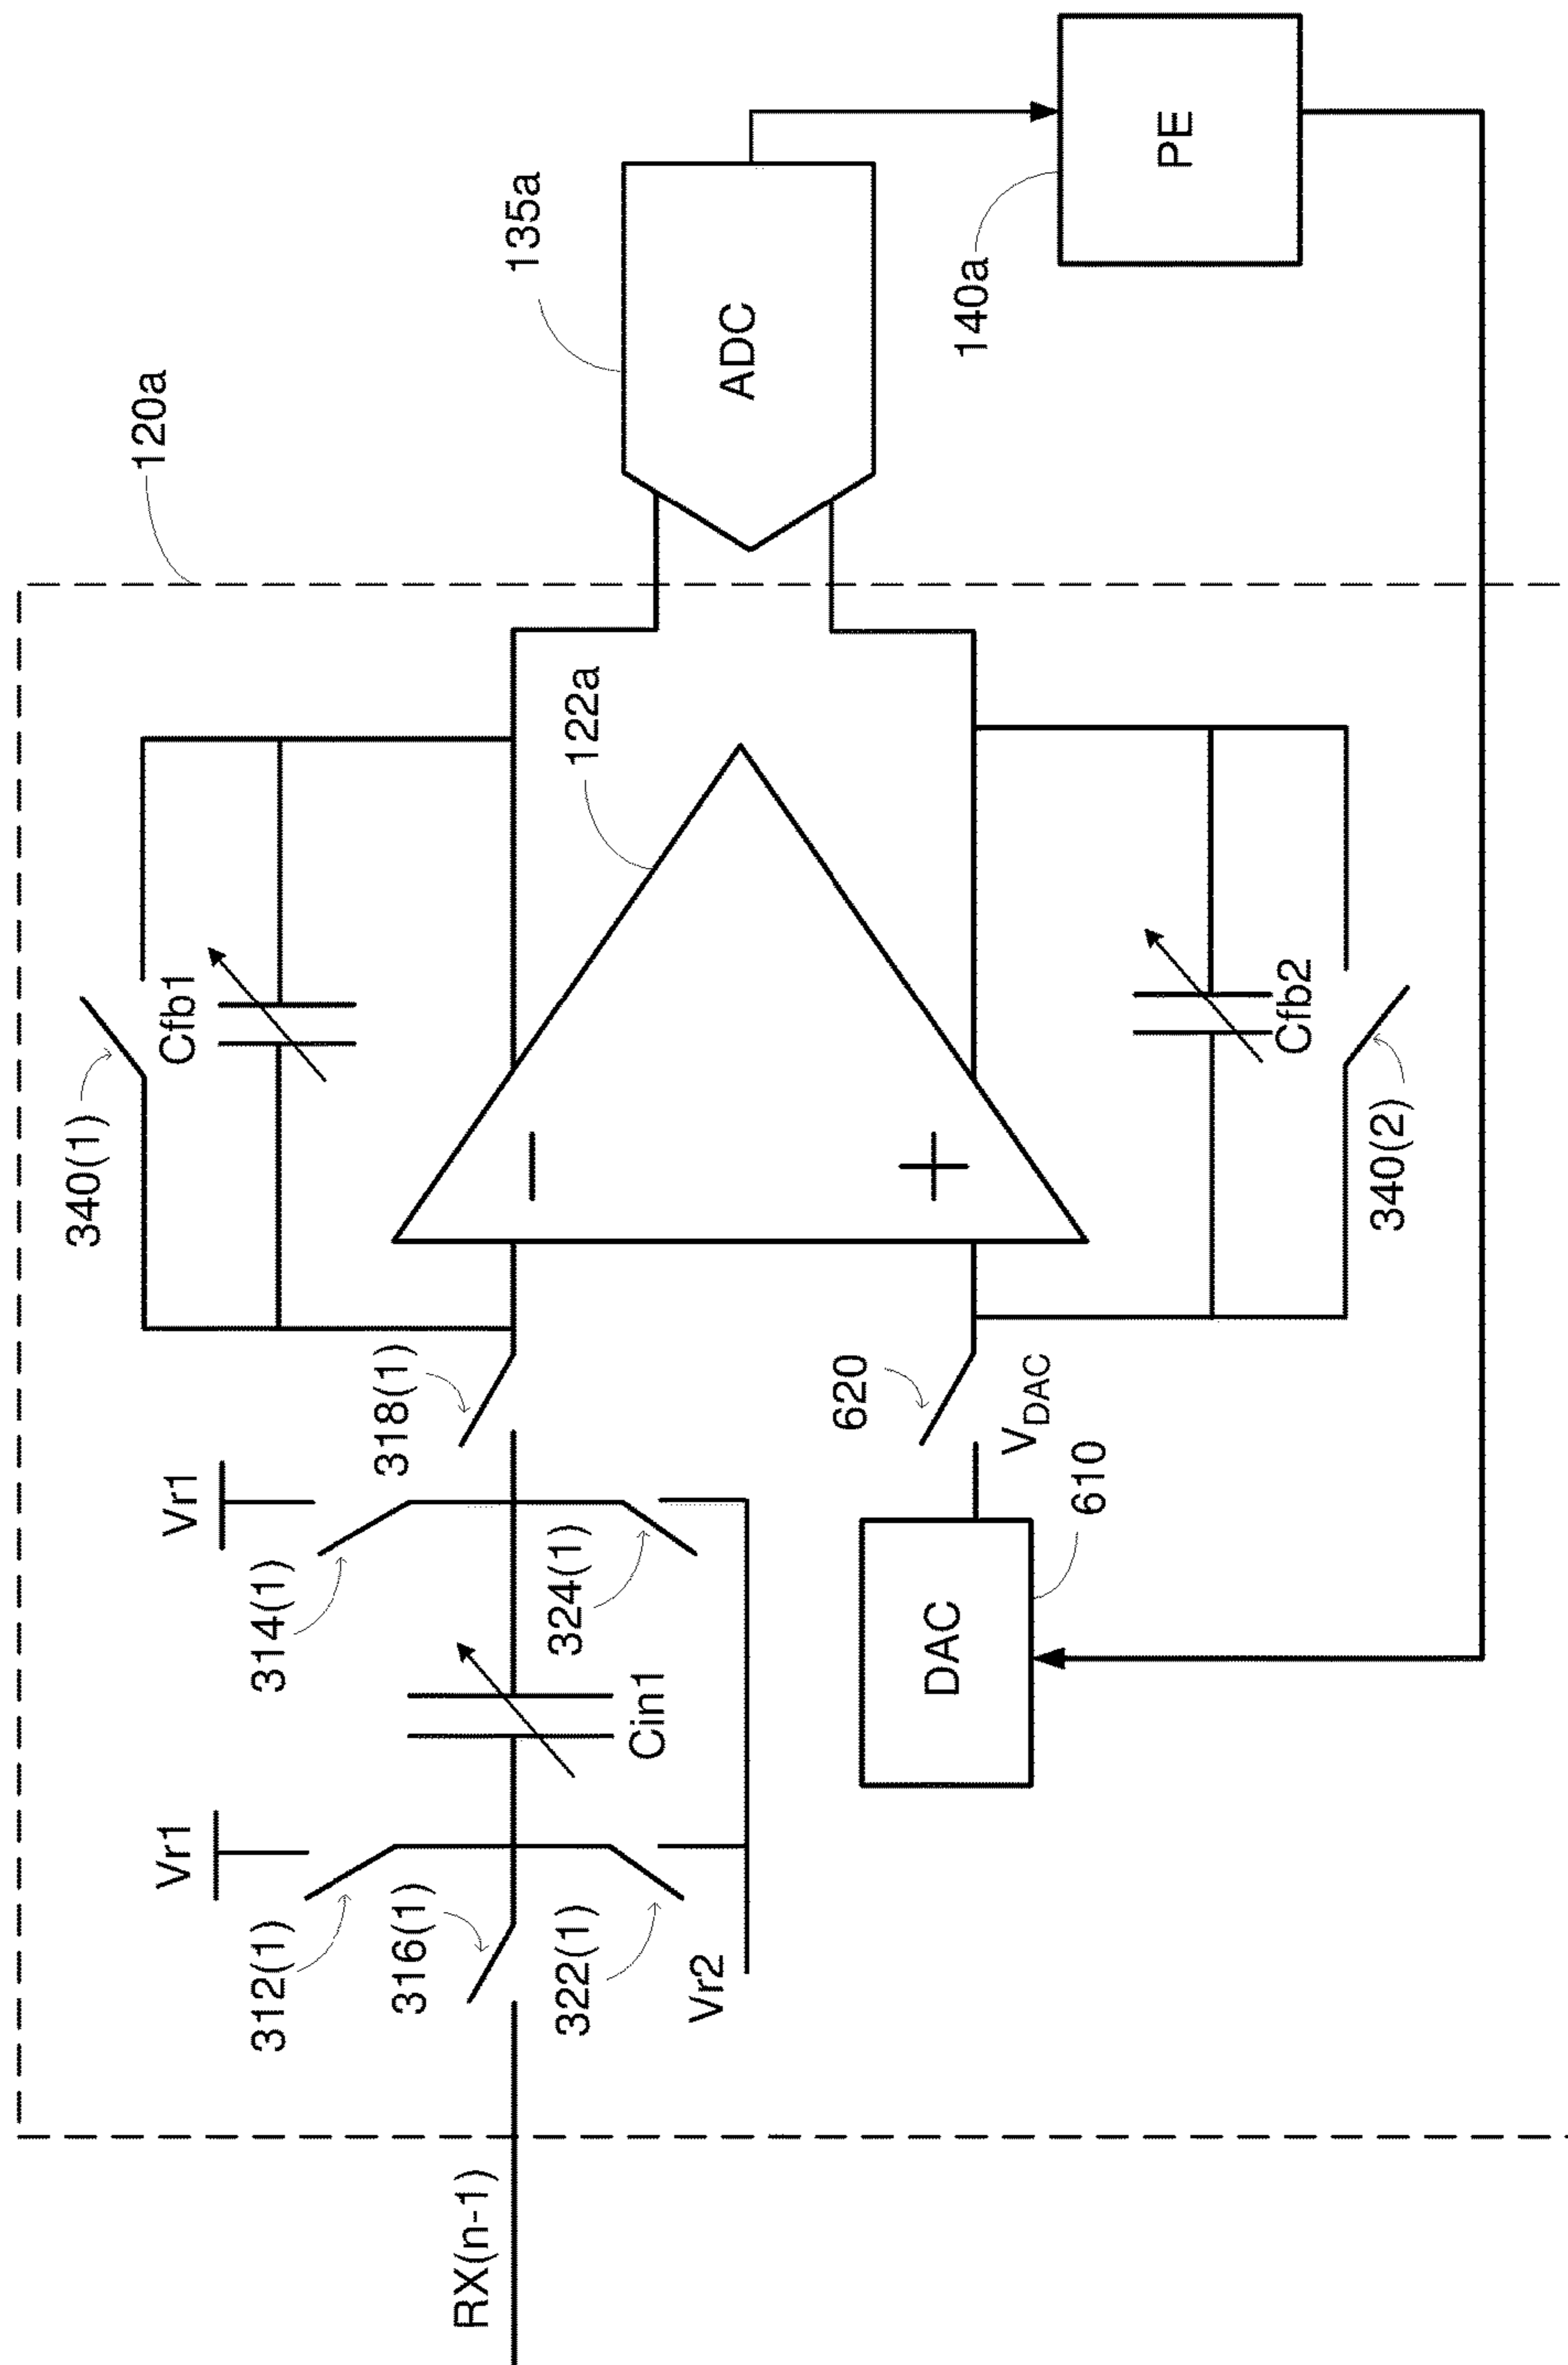 120a
340(1)
Cfb1
Vr1
Vr1
312(1)
314(1)
316(1)
318(1)
RX(n-1)
135a
122a
−
322(1)
324(1)
Cin1
Vr2
ADC
620
+
V_DAC
DAC
610
140a
PE
Cfb2
340(2)